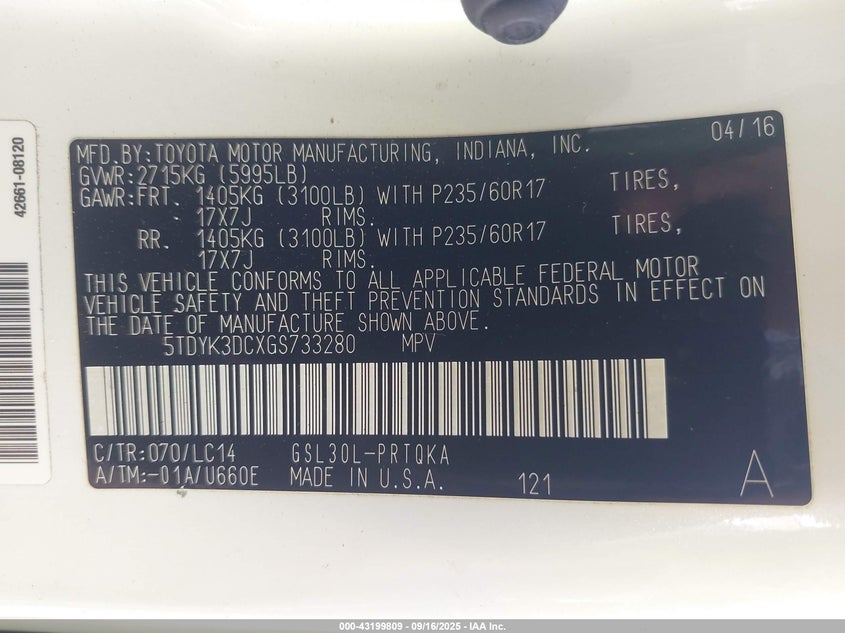 42661-08120
04/16
MFD.BY:TOYOTA MOTOR MANUFACTURING, INDIANA, INC.
GVWR:2715KG (5995LB)
GAWR:FRT. 1405KG (3100LB) WITH P235/60R17 TIRES,
17X7J RIMS.
RR. 1405KG (3100LB) WITH P235/60R17 TIRES,
17X7J RIMS.
THIS VEHICLE CONFORMS TO ALL APPLICABLE FEDERAL MOTOR
VEHICLE SAFETY AND THEFT PREVENTION STANDARDS IN EFFECT ON
THE DATE OF MANUFACTURE SHOWN ABOVE.
5TDYK3DCXGS733280 MPV
C/TR:070/LC14 GSL30L-PRTQKA
A/TM:-01A/U660E MADE IN U.S.A. 121 A
000-43199809 - 09/16/2025 - IAA Inc.